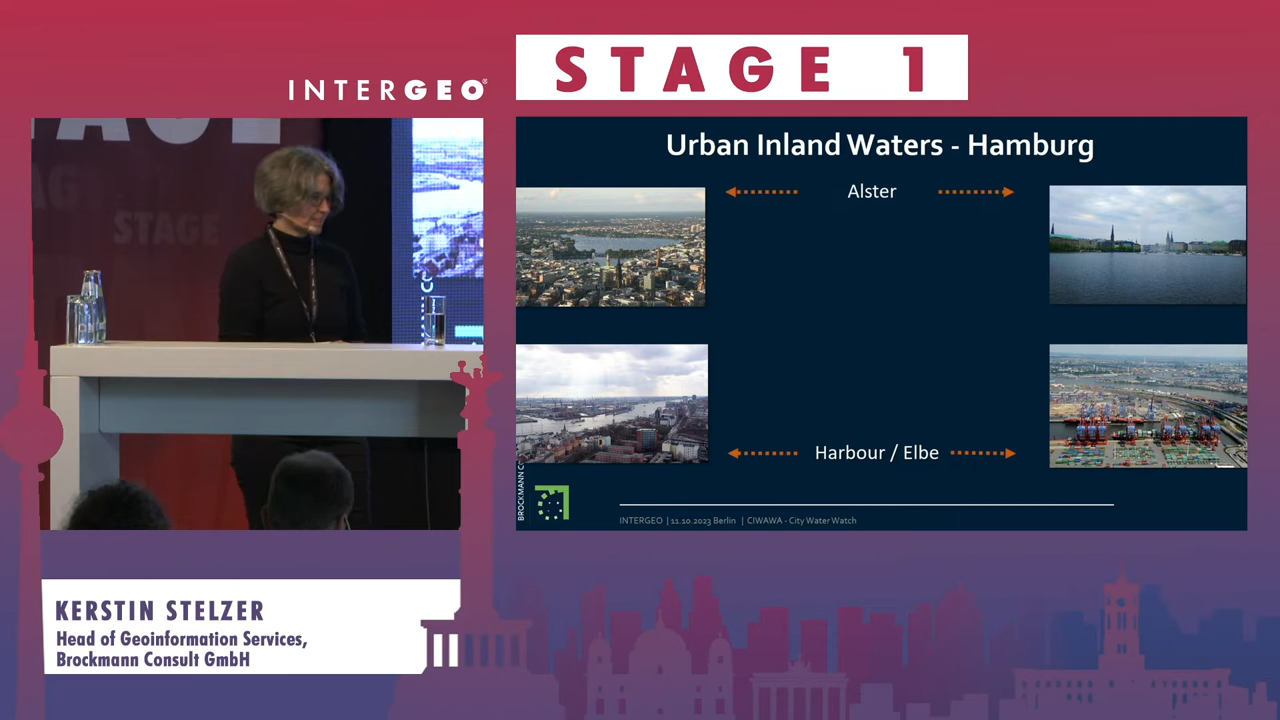 INTERGEO®
STAGE 1
STAGE
Urban Inland Waters - Hamburg
Alster
Harbour / Elbe
INTERGEO | 11.10.2023 Berlin | CIWAWA - City Water Watch
KERSTIN STELZER
Head of Geoinformation Services,
Brockmann Consult GmbH